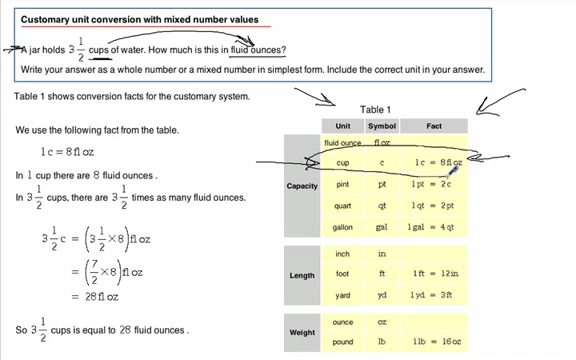 Customary unit conversion with mixed number values
A jar holds 3 1/2 cups of water. How much is this in fluid ounces?
Write your answer as a whole number or a mixed number in simplest form. Include the correct unit in your answer.
Table 1 shows conversion facts for the customary system.
We use the following fact from the table.
1 c = 8 fl oz
In 1 cup there are 8 fluid ounces .
In 3 1/2 cups, there are 3 1/2 times as many fluid ounces.
3 1/2 c = (3 1/2 × 8) fl oz
= (7/2 × 8) fl oz
= 28 fl oz
So 3 1/2 cups is equal to 28 fluid ounces .
Table 1
Unit Symbol Fact
Capacity
fluid ounce fl oz
cup c 1 c = 8 fl oz
pint pt 1 pt = 2 c
quart qt 1 qt = 2 pt
gallon gal 1 gal = 4 qt
Length
inch in
foot ft 1 ft = 12 in
yard yd 1 yd = 3 ft
Weight
ounce oz
pound lb 1 lb = 16 oz